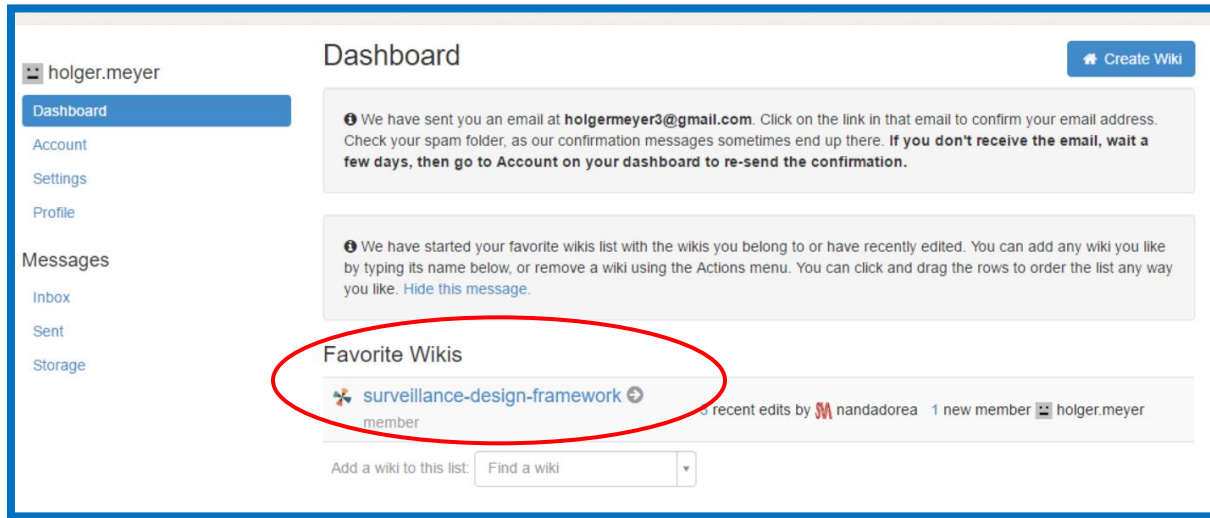 holger.meyer
Dashboard
Account
Settings
Profile
Messages
Inbox
Sent
Storage
Dashboard
Create Wiki
We have sent you an email at holgermeyer3@gmail.com. Click on the link in that email to confirm your email address.
Check your spam folder, as our confirmation messages sometimes end up there. If you don't receive the email, wait a
few days, then go to Account on your dashboard to re-send the confirmation.
We have started your favorite wikis list with the wikis you belong to or have recently edited. You can add any wiki you like
by typing its name below, or remove a wiki using the Actions menu. You can click and drag the rows to order the list any way
you like. Hide this message.
Favorite Wikis
surveillance-design-framework
member
recent edits by nandadorea 1 new member holger.meyer
Add a wiki to this list: Find a wiki